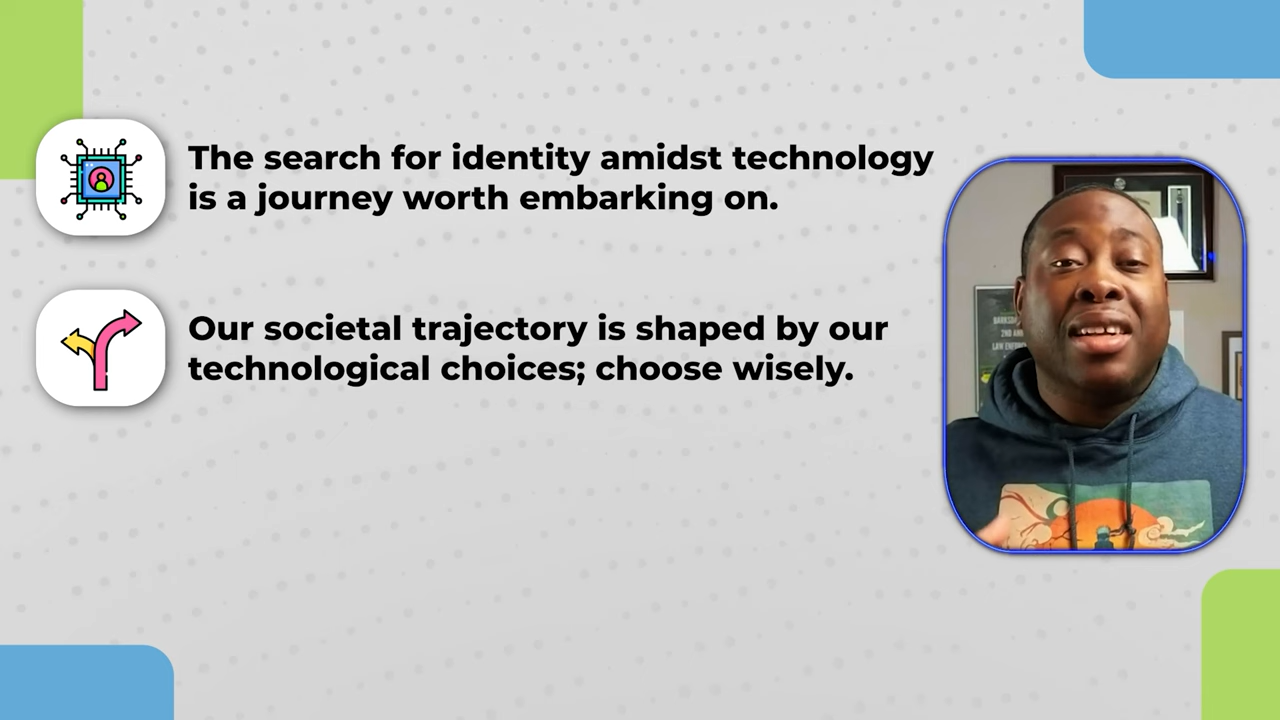 The search for identity amidst technology
is a journey worth embarking on.
Our societal trajectory is shaped by our
technological choices; choose wisely.